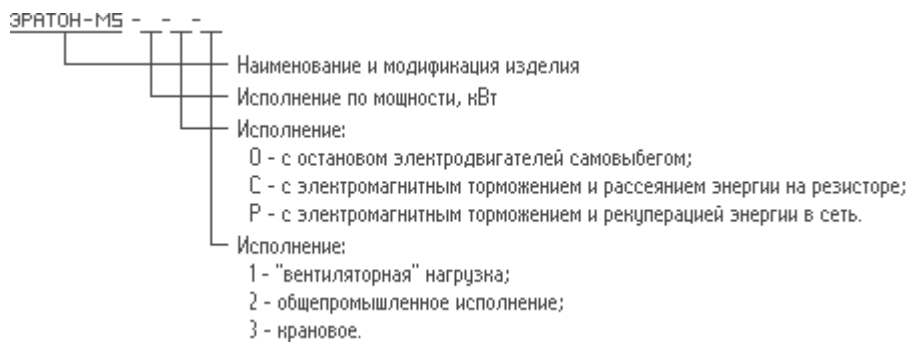 ЭРАТОН-М5 - _ - _ - _
Наименование и модификация изделия
Исполнение по мощности, кВт
Исполнение:
О - с остановом электродвигателей самовыбегом;
С - с электромагнитным торможением и рассеянием энергии на резисторе;
Р - с электромагнитным торможением и рекуперацией энергии в сеть.
Исполнение:
1 - "вентиляторная" нагрузка;
2 - общепромышленное исполнение;
3 - крановое.